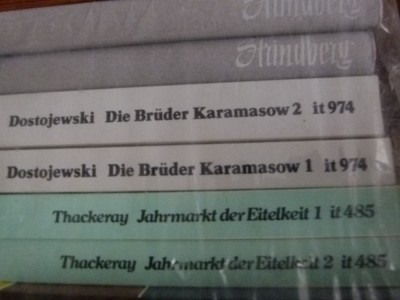 Dostojewski Die Brüder Karamasow 2 it 974
Dostojewski Die Brüder Karamasow 1 it 974
Thackeray Jahrmarkt der Eitelkeit 1 it 485
Thackeray Jahrmarkt der Eitelkeit 2 it 485